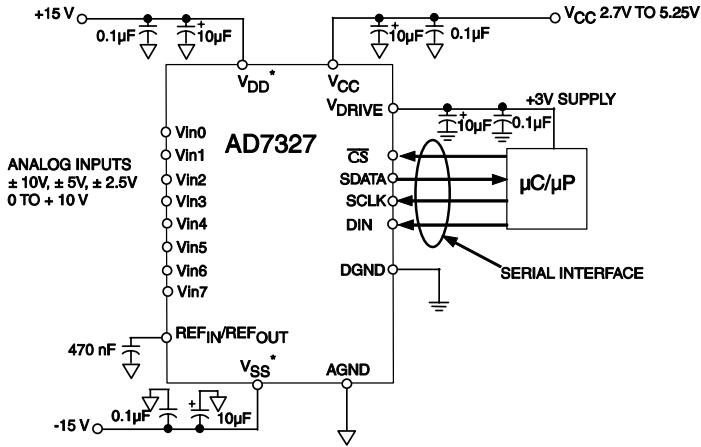 +15 V
0.1µF
+
10µF
+
10µF
0.1µF
VCC 2.7V TO 5.25V
VDD*
VCC
VDRIVE
+3V SUPPLY
+
10µF
0.1µF
AD7327
Vin0
Vin1
Vin2
Vin3
Vin4
Vin5
Vin6
Vin7
ANALOG INPUTS
± 10V, ± 5V, ± 2.5V
0 TO + 10 V
C̅S̅
SDATA
SCLK
DIN
µC/µP
DGND
SERIAL INTERFACE
REFIN/REFOUT
470 nF
VSS*
AGND
0.1µF
+
10µF
-15 V